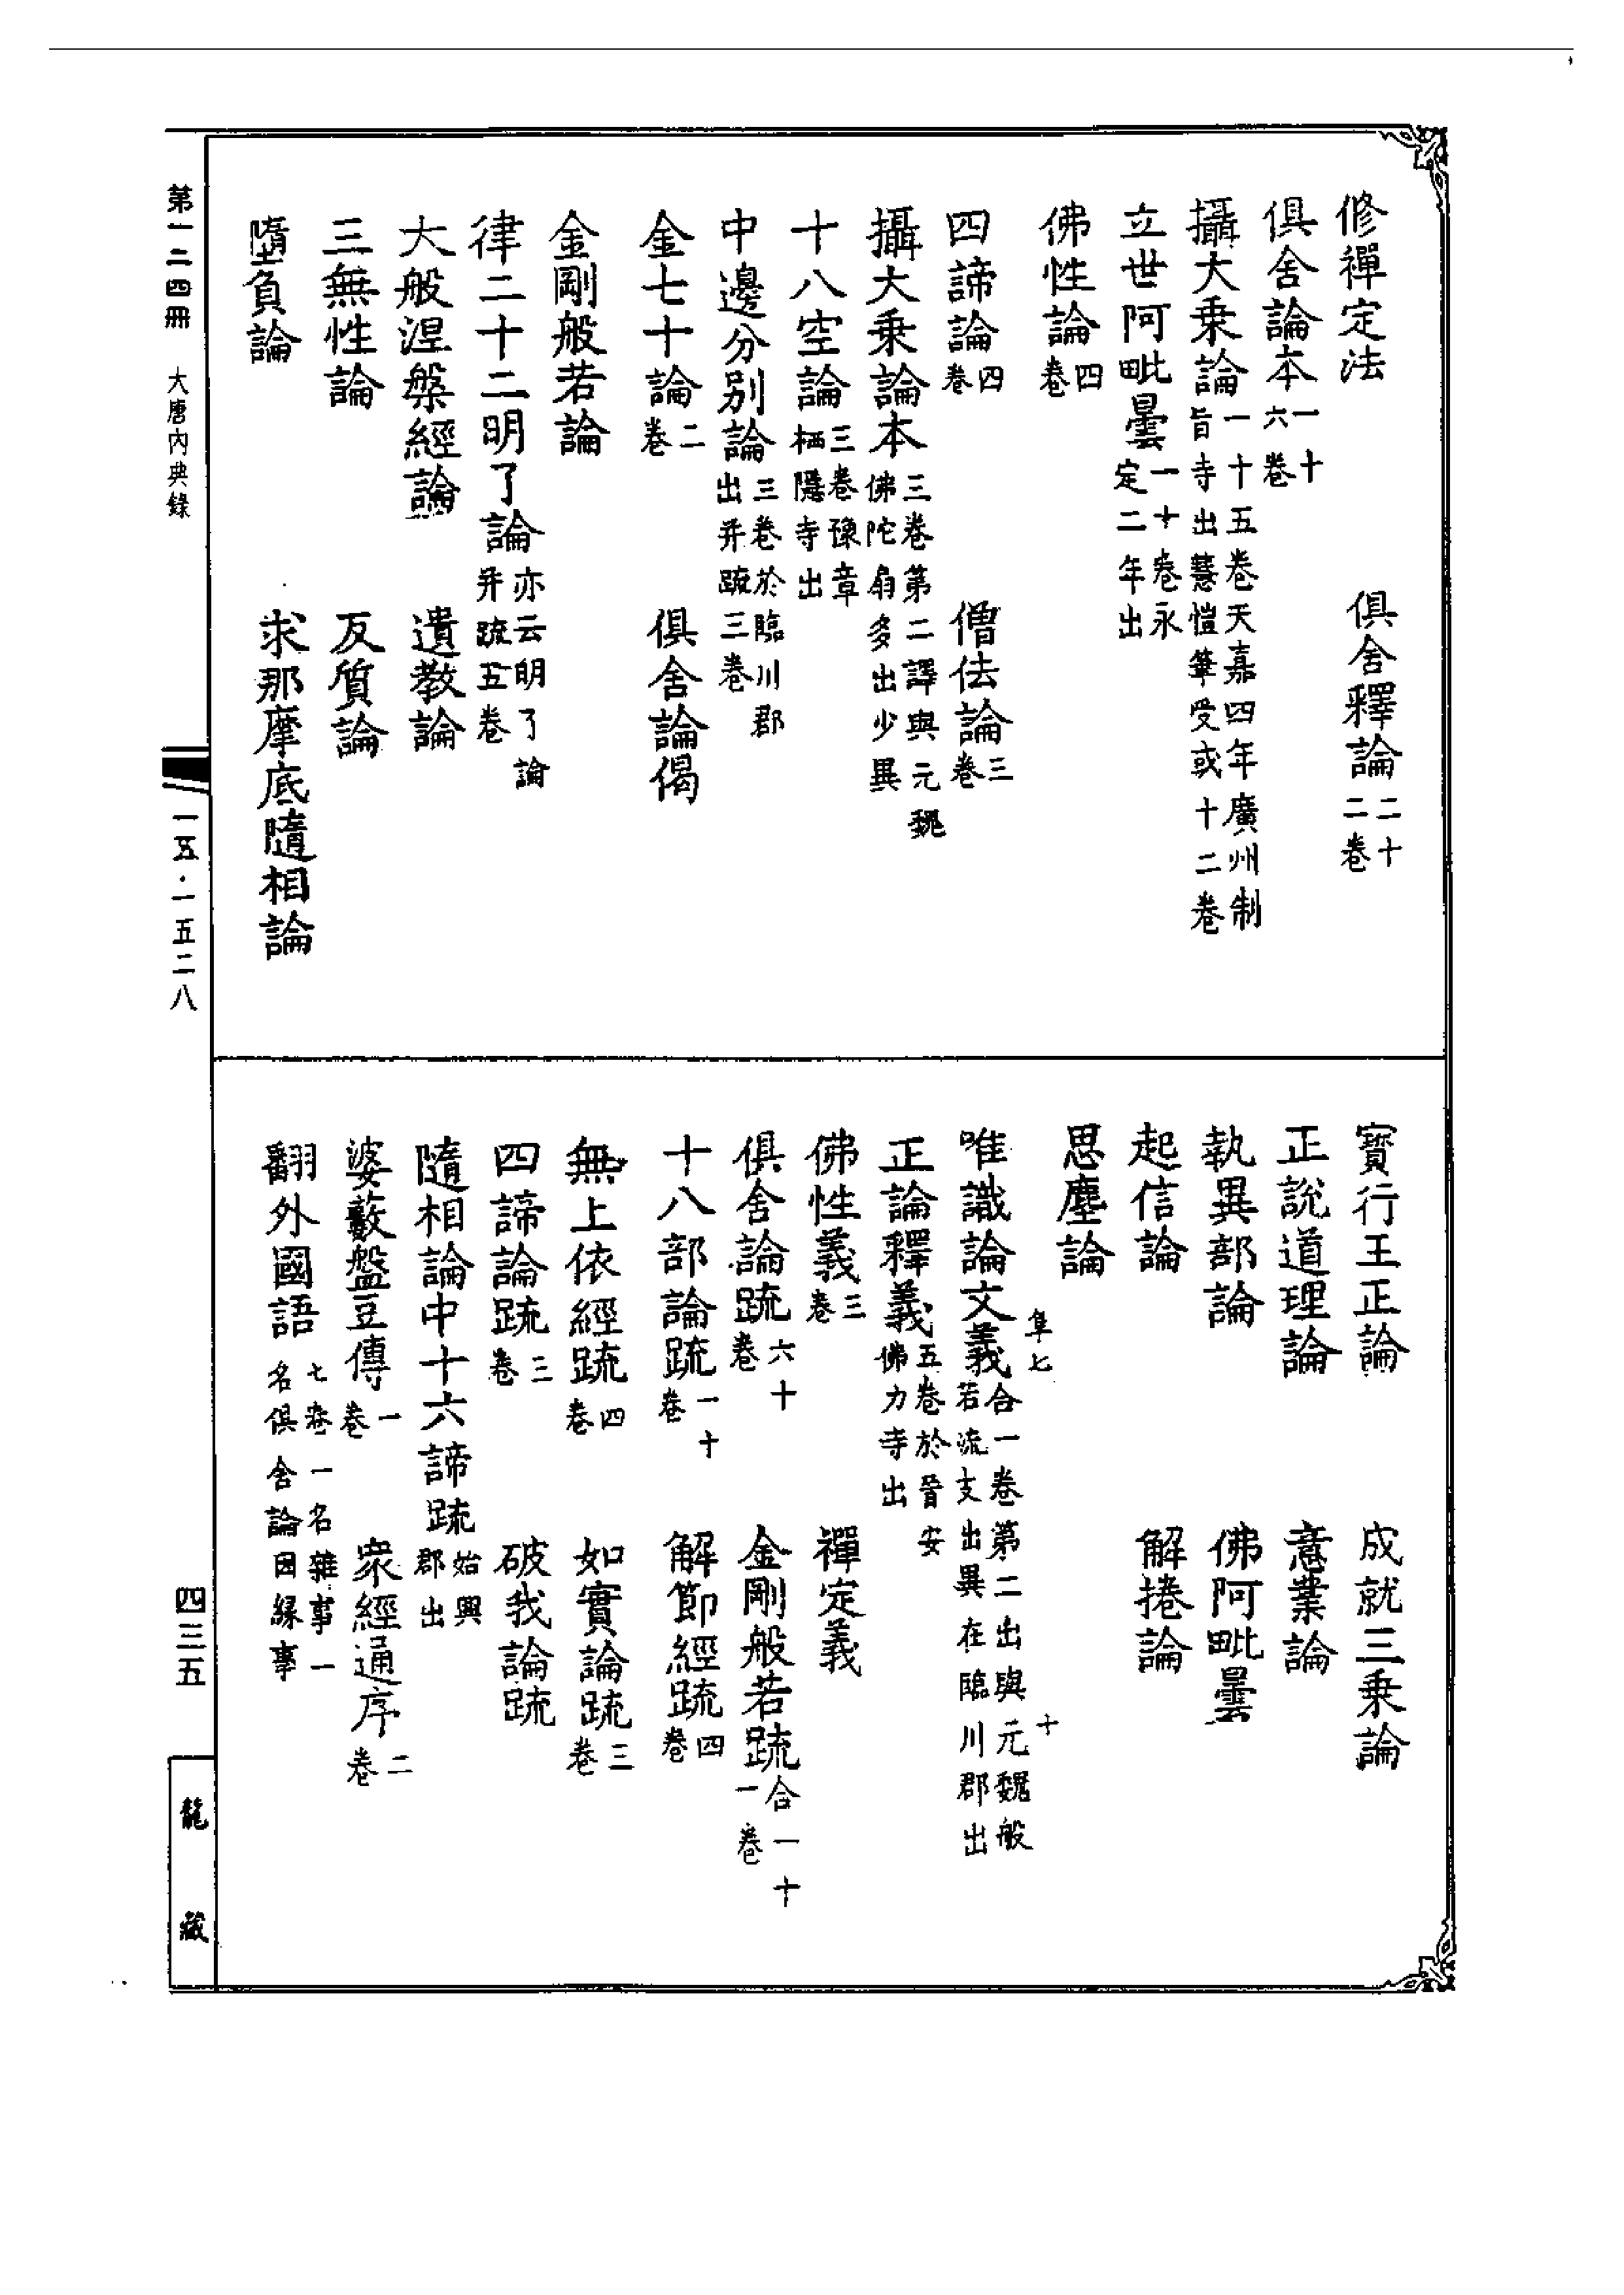 修禪定法 俱舍釋論二十二卷
俱舍論本一十六卷
攝大乗論一十五卷天嘉四年廣州制旨寺出慧愷筆受或十二卷
立世阿毗曇一十卷永定二年出
佛性論四卷
四諦論四卷 僧佉論三卷
攝大乗論本三卷第二譯與元魏佛陀扇多出少異
十八空論三卷豫章栖隱寺出
中邊分別論三卷於臨川郡出并䟽三卷
金七十論二卷 俱舍論偈
金剛般若論
律二十二明了論亦云明了論并䟽五卷
大般涅槃經論 遺教論
三無性論 反質論
墮負論 求那摩底隨相論
寳行王正論 成就三乗論
正說道理論 意業論
執異部論 佛阿毗曇
起信論 解捲論
思塵論
阜七 十
唯識論文義合一卷第二出與元魏般若流支出異在臨川郡出
正論釋義五卷於晉安佛力寺出
佛性義三卷 禪定義
俱舍論䟽六十卷 金剛般若䟽合一十一卷
十八部論䟽一十卷 解節經䟽四卷
無上依經䟽四卷 如實論䟽三卷
四諦論䟽三卷 破我論䟽
隨相論中十六諦䟽始興郡出
婆藪盤豆傳一卷 衆經通序二卷
翻外國語七卷一名雜事一名俱舍論因緣事
第一二四冊 大唐內典錄
一五·一五二八
四三五
龍藏